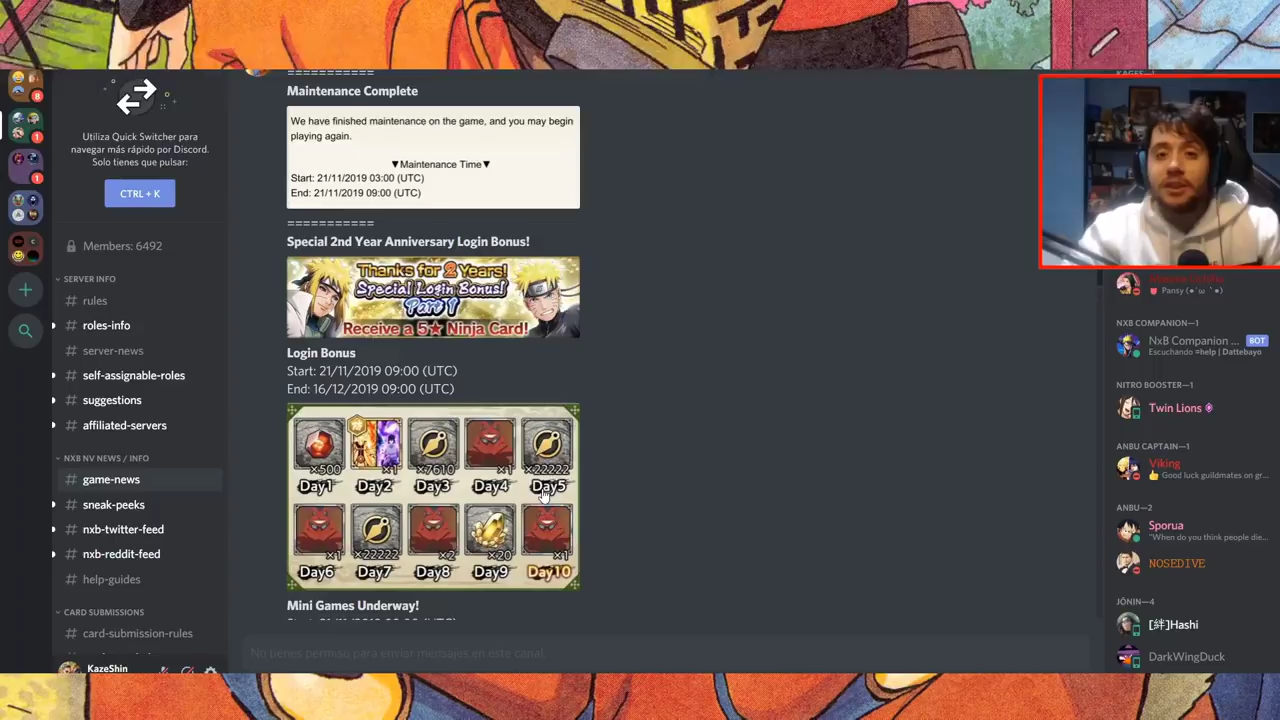 Utiliza Quick Switcher para
navegar más rápido por Discord.
Solo tienes que pulsar:
CTRL + K
Members: 6492
SERVER INFO
# rules
# roles-info
# server-news
# self-assignable-roles
# suggestions
# affiliated-servers
NXB NV NEWS / INFO
# game-news
# sneak-peeks
# nxb-twitter-feed
# nxb-reddit-feed
# help-guides
CARD SUBMISSIONS
# card-submission-rules
KazeShin
8
1
1
===========
Maintenance Complete
We have finished maintenance on the game, and you may begin
playing again.
▼Maintenance Time▼
Start: 21/11/2019 03:00 (UTC)
End: 21/11/2019 09:00 (UTC)
===========
Special 2nd Year Anniversary Login Bonus!
Thanks for 2 Years!
Special Login Bonus!
Part 1
Receive a 5★ Ninja Card!
Login Bonus
Start: 21/11/2019 09:00 (UTC)
End: 16/12/2019 09:00 (UTC)
×500 ×1 ×7610 ×1 ×22222
Day1 Day2 Day3 Day4 Day5
×1 ×22222 ×2 ×20 ×1
Day6 Day7 Day8 Day9 Day10
Mini Games Underway!
No tienes permiso para enviar mensajes en este canal.
Pansy
NXB COMPANION—1
NxB Companion ... BOT
Escuchando =help | Dattebayo
NITRO BOOSTER—1
Twin Lions
ANBU CAPTAIN—1
Viking
Good luck guildmates on gr...
ANBU—2
Sporua
"When do you think people die...
NOSEDIVE
JŌNIN—4
[絆]Hashi
DarkWingDuck